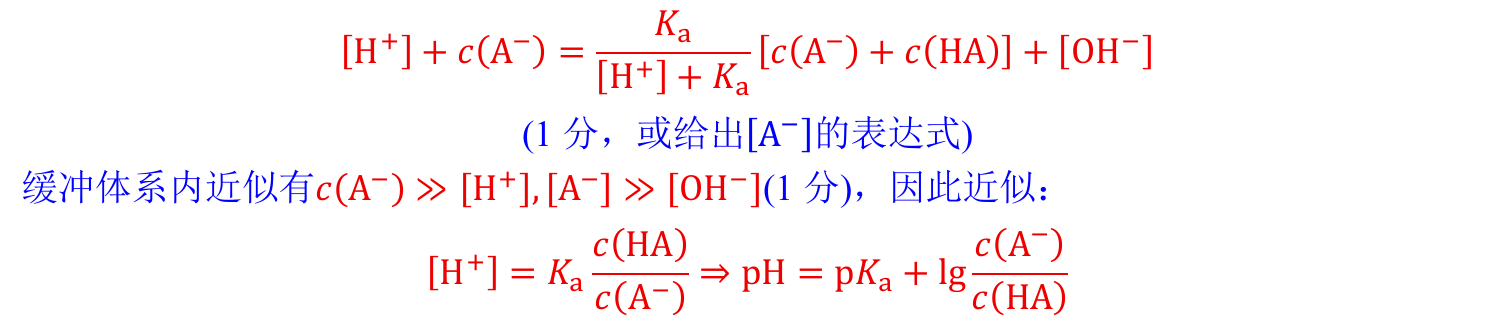 [H⁺] + c(A⁻) = Kₐ/([H⁺] + Kₐ) [c(A⁻) + c(HA)] + [OH⁻]
(1 分，或给出[A⁻]的表达式)
缓冲体系内近似有c(A⁻) ≫ [H⁺], [A⁻] ≫ [OH⁻](1 分)，因此近似：
[H⁺] = Kₐ c(HA)/c(A⁻) ⇒ pH = pKₐ + lg c(A⁻)/c(HA)